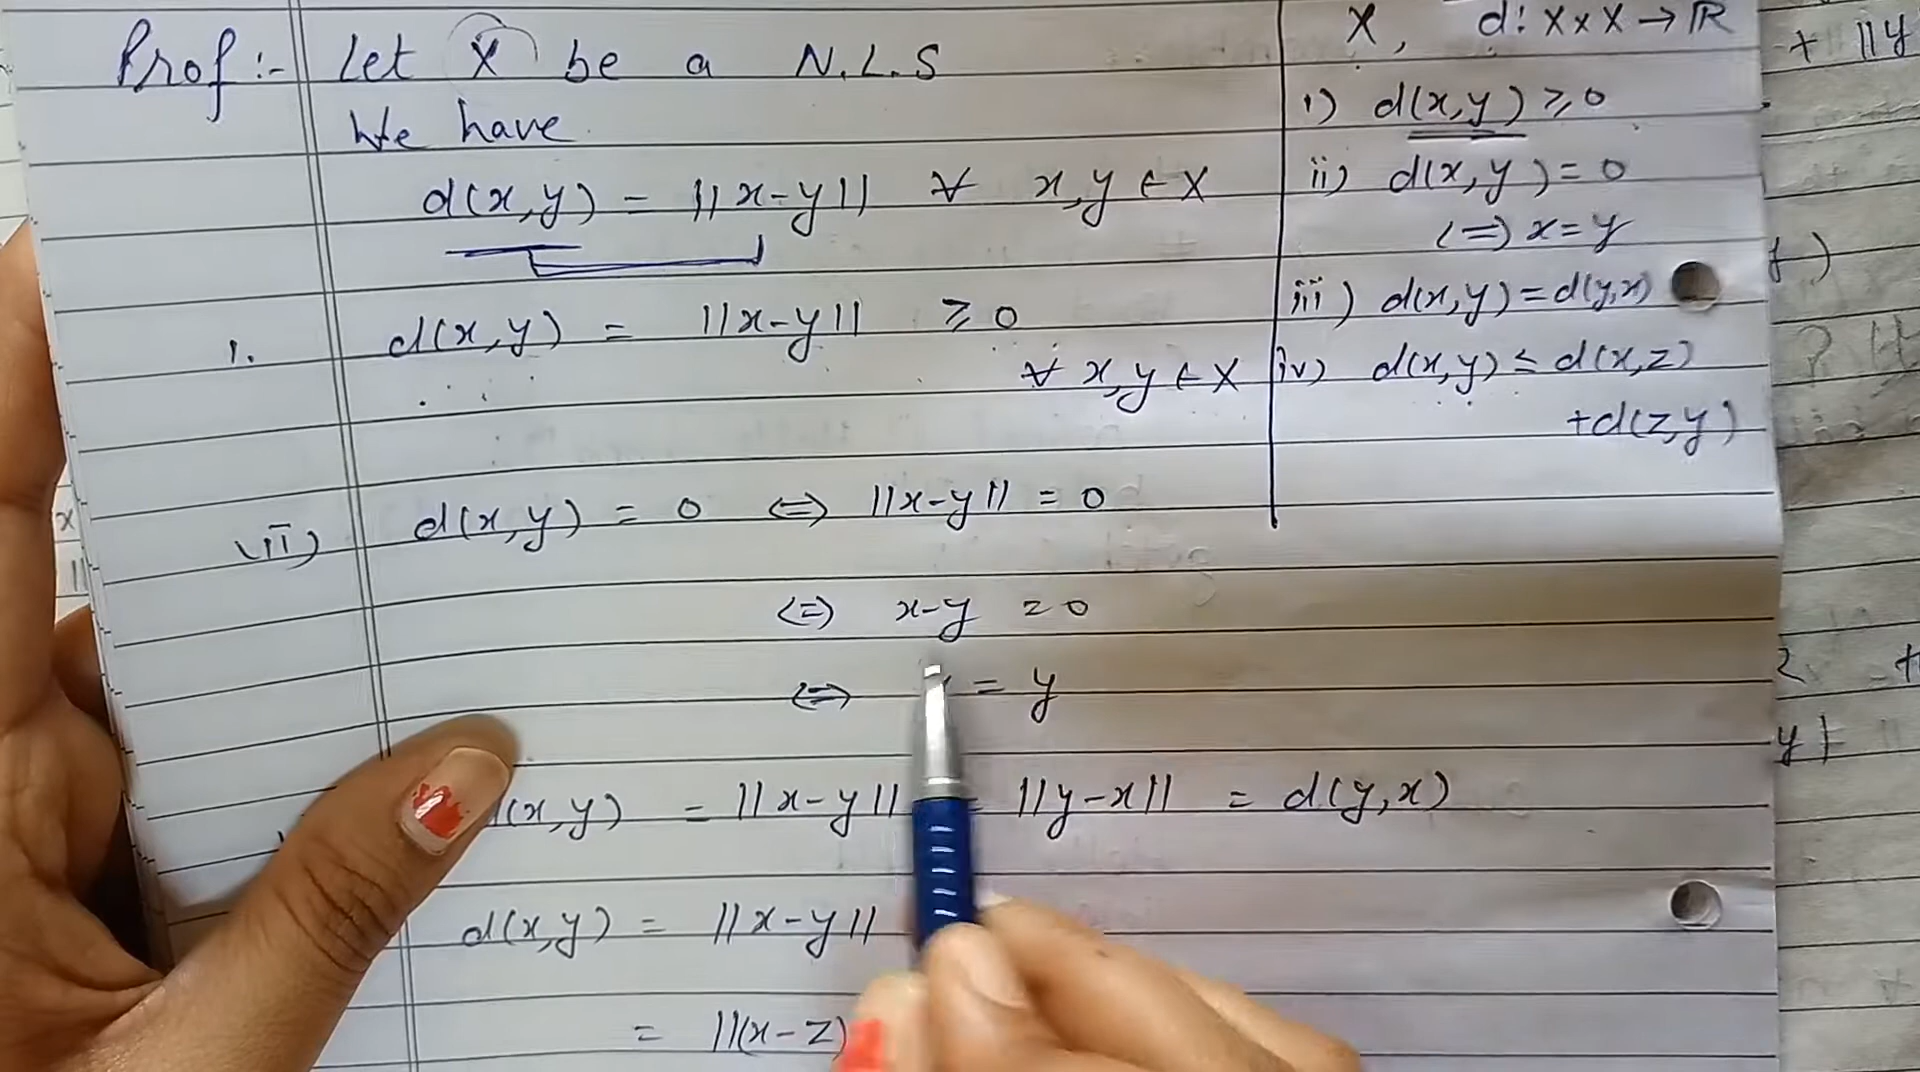 Prof :- Let X be a N.L.S
We have
d(x,y) = ||x-y|| ∀ x,y ∈ X
1. d(x,y) = ||x-y|| ≥ 0
∀ x,y ∈ X
(ii) d(x,y) = 0 ⇔ ||x-y|| = 0
⇔ x-y = 0
⇔ = y
d(x,y) = ||x-y|| = ||y-x|| = d(y,x)
d(x,y) = ||x-y||
= ||(x-z)
X, d: X×X → ℝ
i) d(x,y) ≥ 0
ii) d(x,y) = 0
⇔ x = y
iii) d(x,y) = d(y,x)
iv) d(x,y) ≤ d(x,z)
+d(z,y)
+ ||y